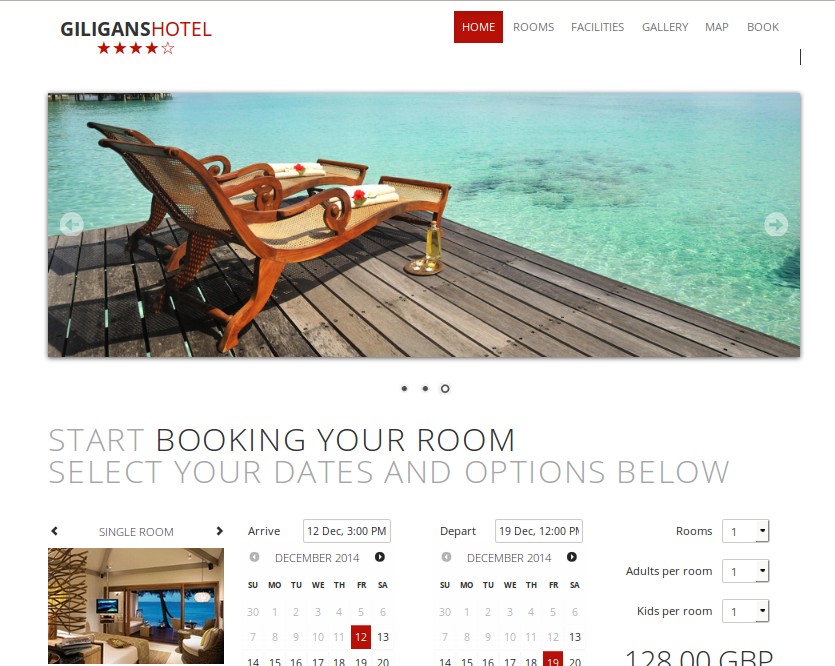 GILIGANSHOTEL
HOME ROOMS FACILITIES GALLERY MAP BOOK
START BOOKING YOUR ROOM
SELECT YOUR DATES AND OPTIONS BELOW
SINGLE ROOM
Arrive 12 Dec, 3:00 PM
DECEMBER 2014
SU MO TU WE TH FR SA
30 1 2 3 4 5 6
7 8 9 10 11 12 13
14 15 16 17 18 19 20
Depart 19 Dec, 12:00 PM
DECEMBER 2014
SU MO TU WE TH FR SA
30 1 2 3 4 5 6
7 8 9 10 11 12 13
14 15 16 17 18 19 20
Rooms 1
Adults per room 1
Kids per room 1
128.00 GBP